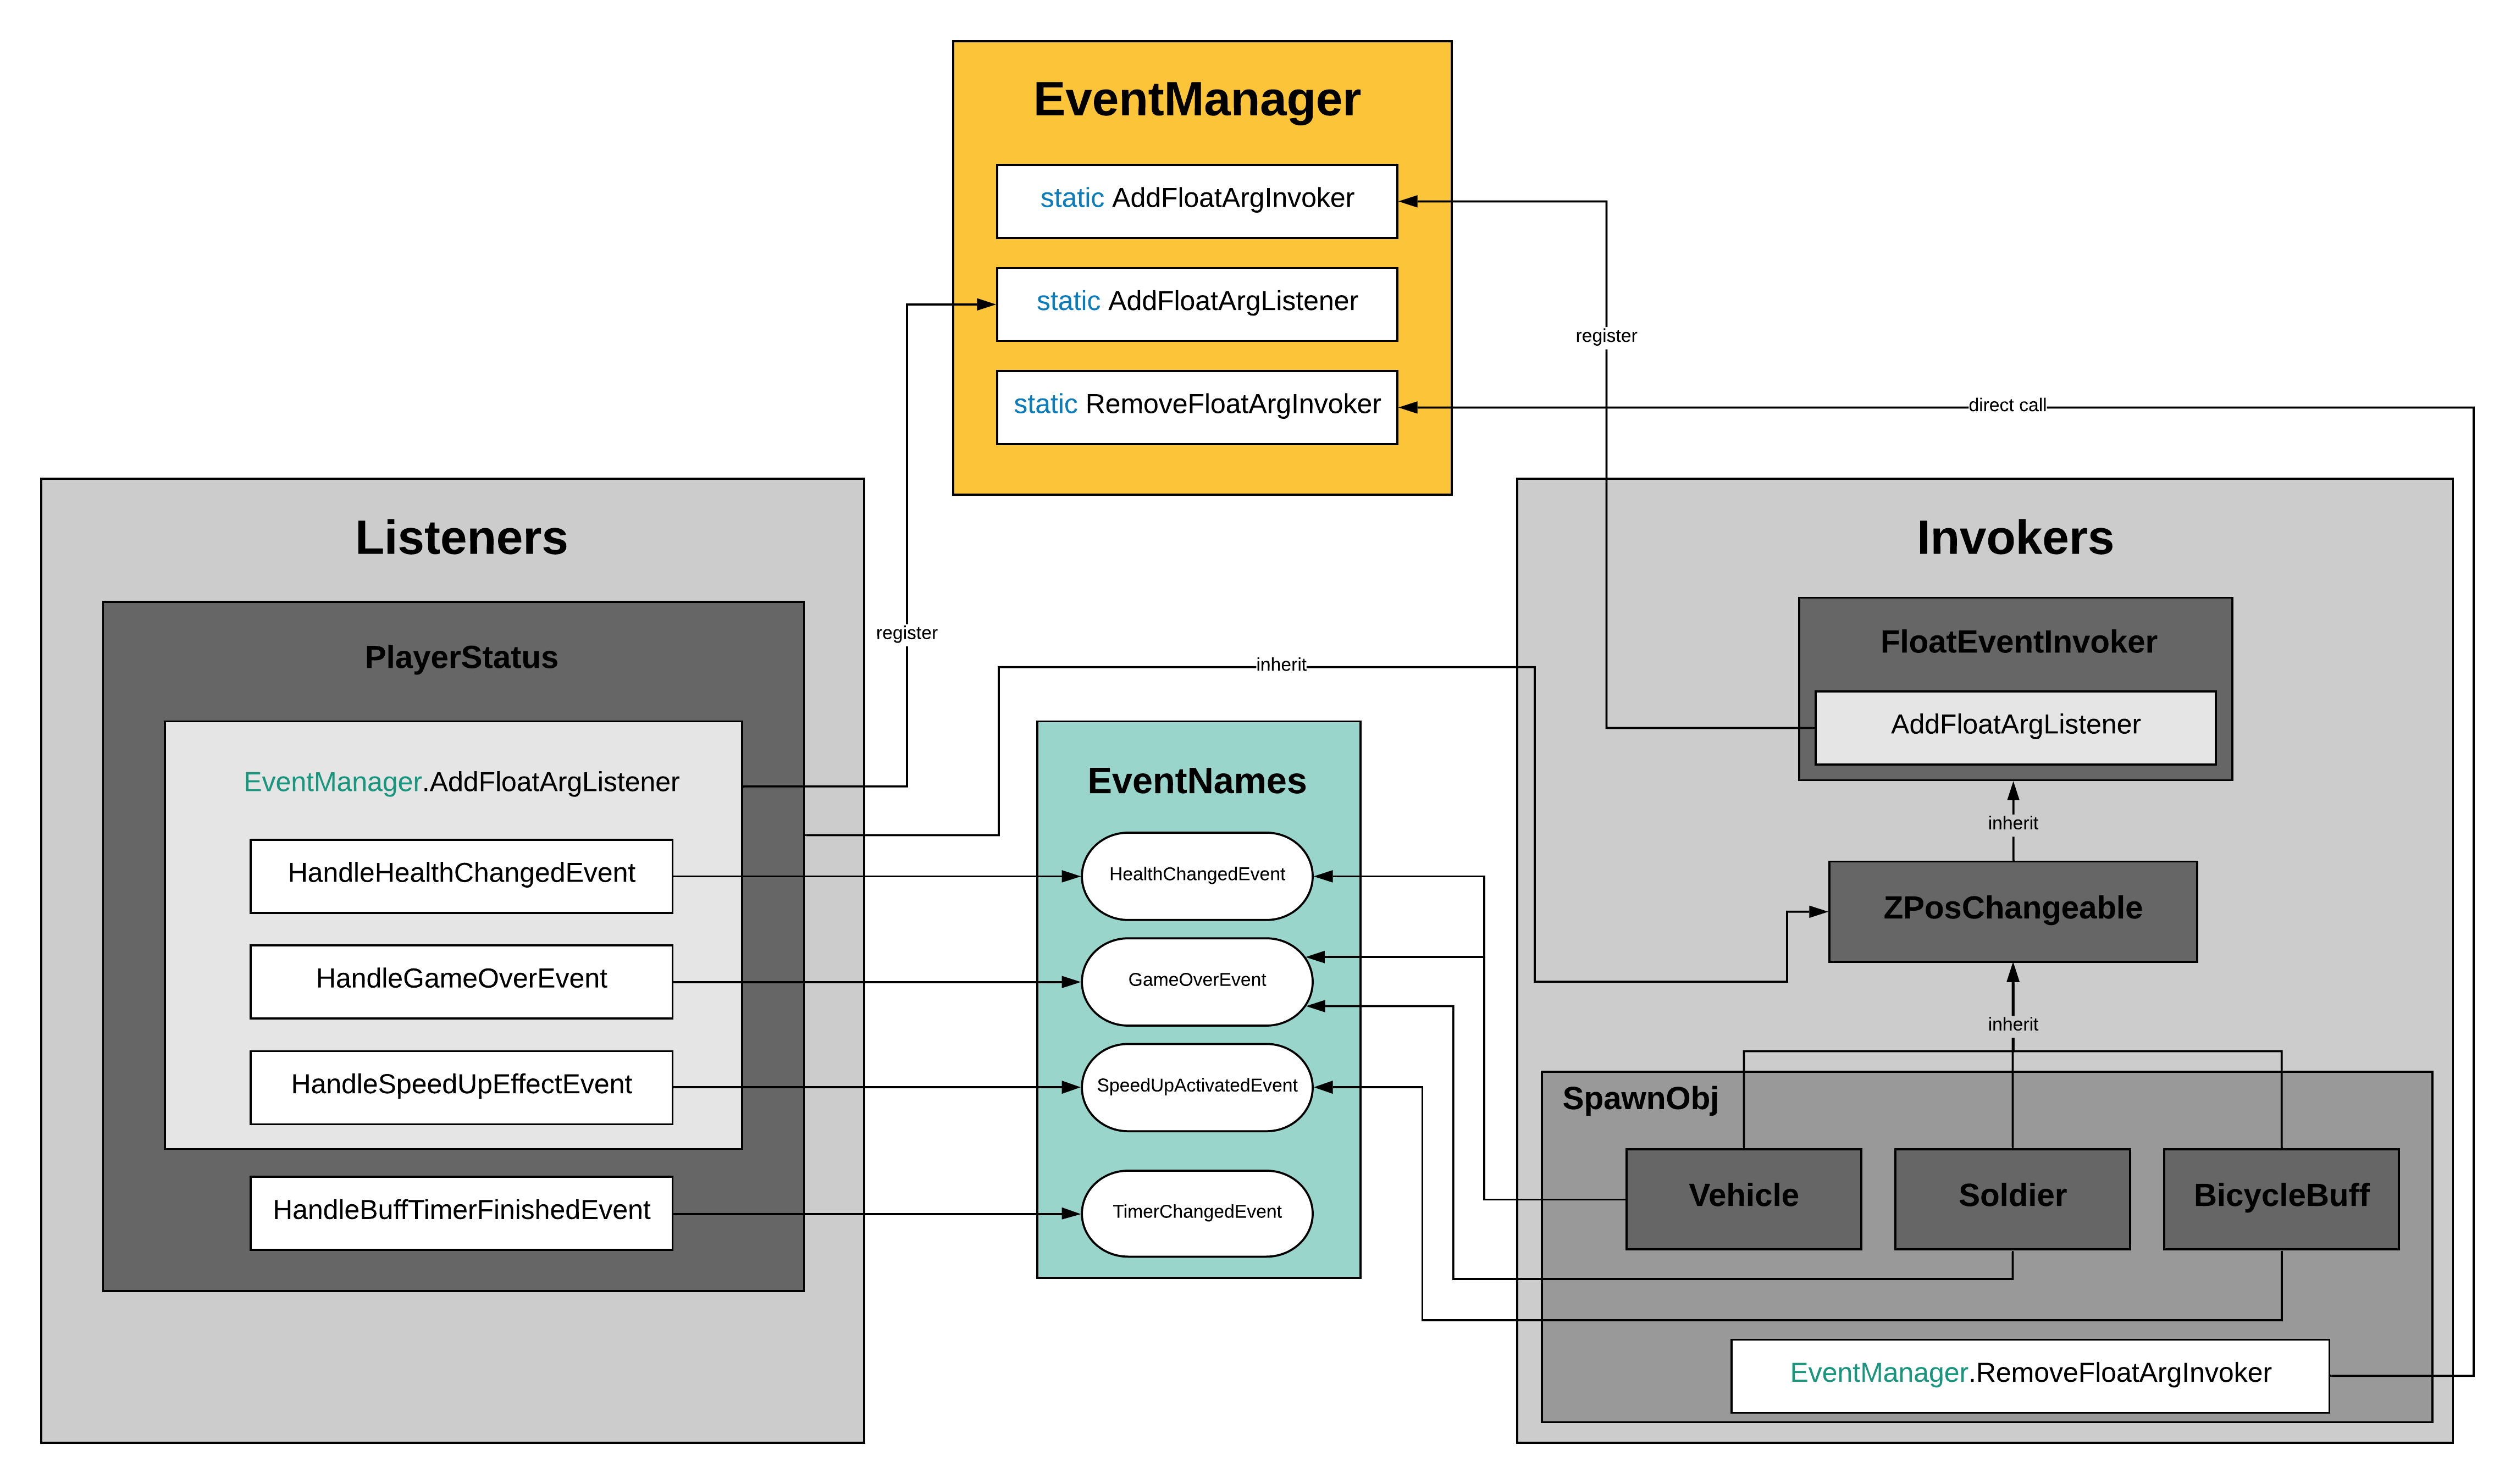 EventManager
static AddFloatArgInvoker
static AddFloatArgListener
static RemoveFloatArgInvoker
register
direct call
Listeners
PlayerStatus
EventManager.AddFloatArgListener
HandleHealthChangedEvent
HandleGameOverEvent
HandleSpeedUpEffectEvent
HandleBuffTimerFinishedEvent
register
inherit
EventNames
HealthChangedEvent
GameOverEvent
SpeedUpActivatedEvent
TimerChangedEvent
Invokers
FloatEventInvoker
AddFloatArgListener
inherit
ZPosChangeable
inherit
SpawnObj
Vehicle
Soldier
BicycleBuff
EventManager.RemoveFloatArgInvoker